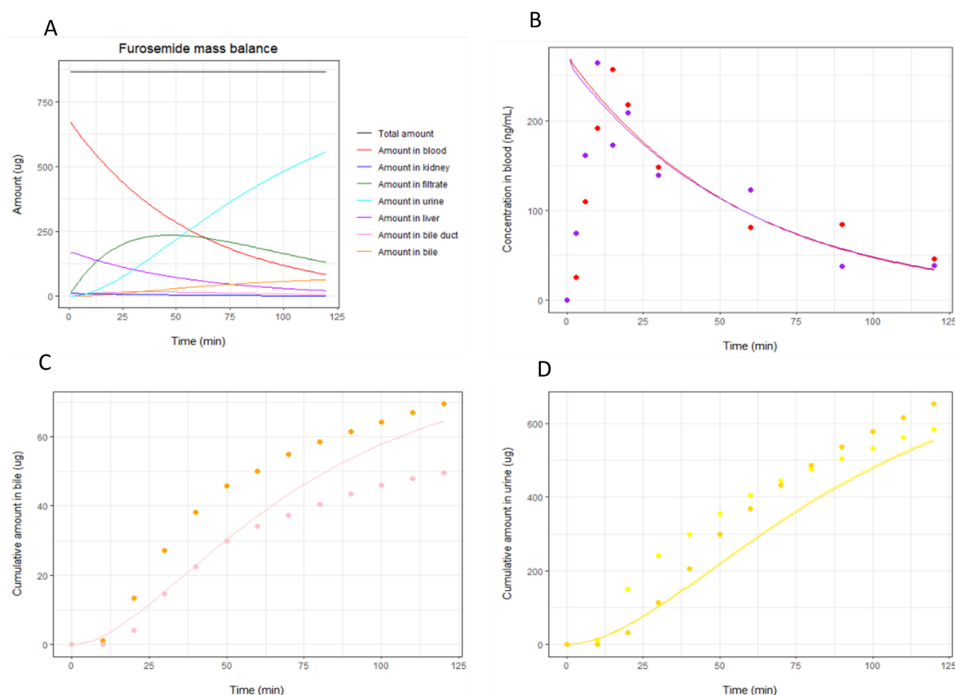 A
Furosemide mass balance
Amount (ug)
750
500
250
0
0
25
50
75
100
125
Time (min)
Total amount
Amount in blood
Amount in kidney
Amount in filtrate
Amount in urine
Amount in liver
Amount in bile duct
Amount in bile
B
Concentration in blood (ng/mL)
200
100
0
0
25
50
75
100
125
Time (min)
C
Cumulative amount in bile (ug)
60
40
20
0
0
25
50
75
100
125
Time (min)
D
Cumulative amount in urine (ug)
600
400
200
0
0
25
50
75
100
125
Time (min)